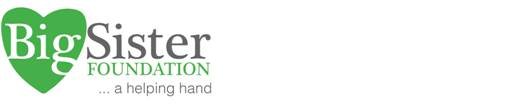 BigSister
FOUNDATION
... a helping hand